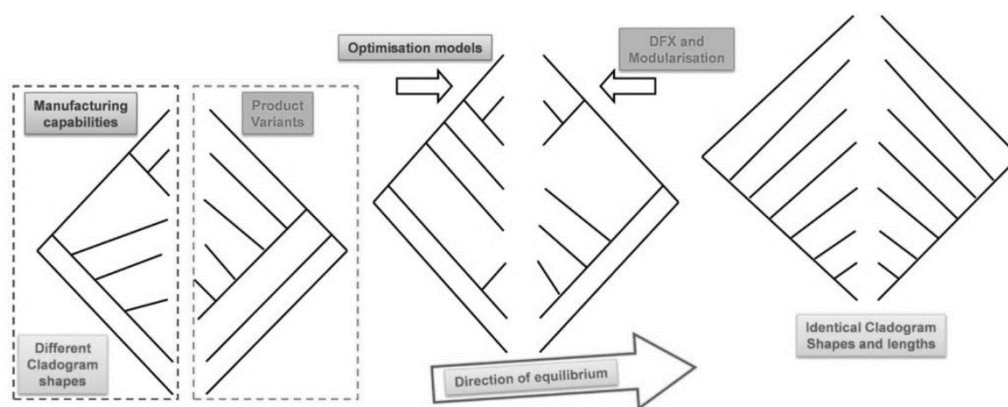 Optimisation models
DFX and
Modularisation
Manufacturing
capabilities
Product
Variants
Different
Cladogram
shapes
Direction of equilibrium
Identical Cladogram
Shapes and lengths